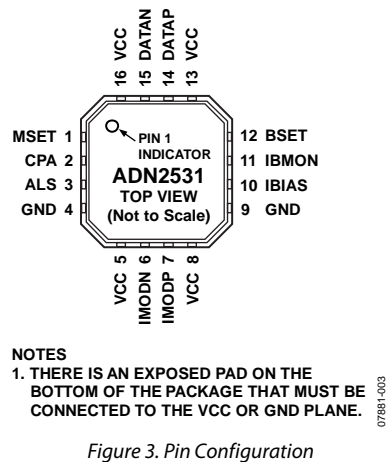 16 VCC
15 DATAN
14 DATAP
13 VCC
MSET 1
CPA 2
ALS 3
GND 4
PIN 1
INDICATOR
ADN2531
TOP VIEW
(Not to Scale)
12 BSET
11 IBMON
10 IBIAS
9 GND
VCC 5
IMODN 6
IMODP 7
VCC 8
NOTES
1. THERE IS AN EXPOSED PAD ON THE
BOTTOM OF THE PACKAGE THAT MUST BE
CONNECTED TO THE VCC OR GND PLANE.
07881-003
Figure 3. Pin Configuration